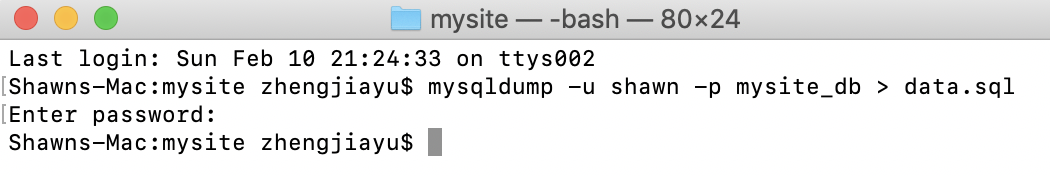 mysite — -bash — 80×24
Last login: Sun Feb 10 21:24:33 on ttys002
[Shawns-Mac:mysite zhengjiayu$ mysqldump -u shawn -p mysite_db > data.sql
[Enter password:
Shawns-Mac:mysite zhengjiayu$